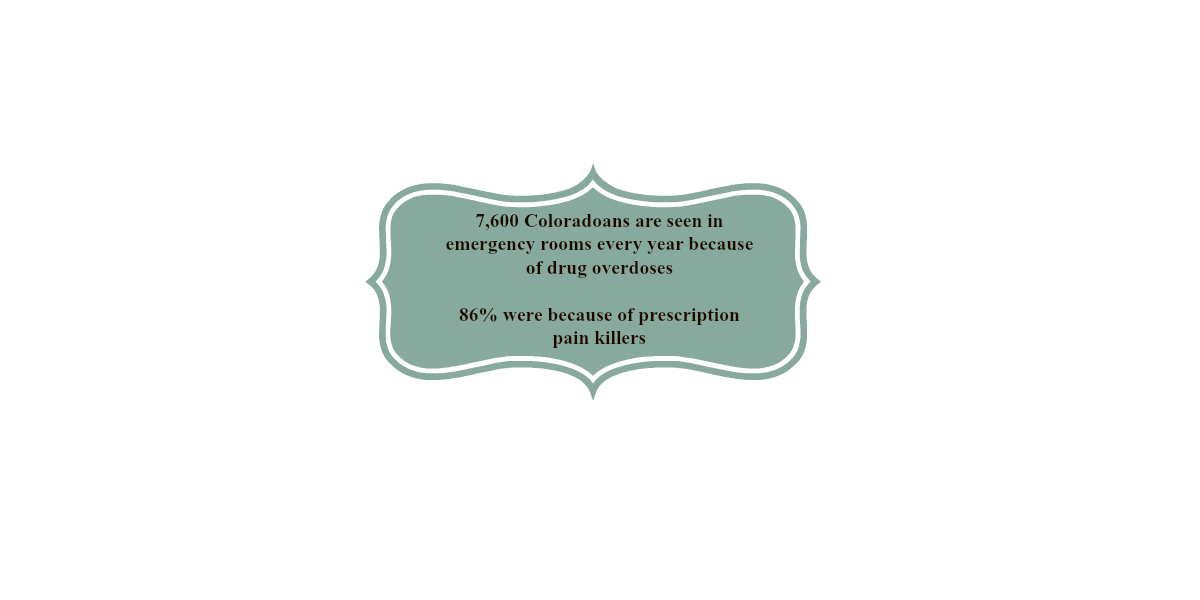 7,600 Coloradoans are seen in
emergency rooms every year because
of drug overdoses
86% were because of prescription
pain killers